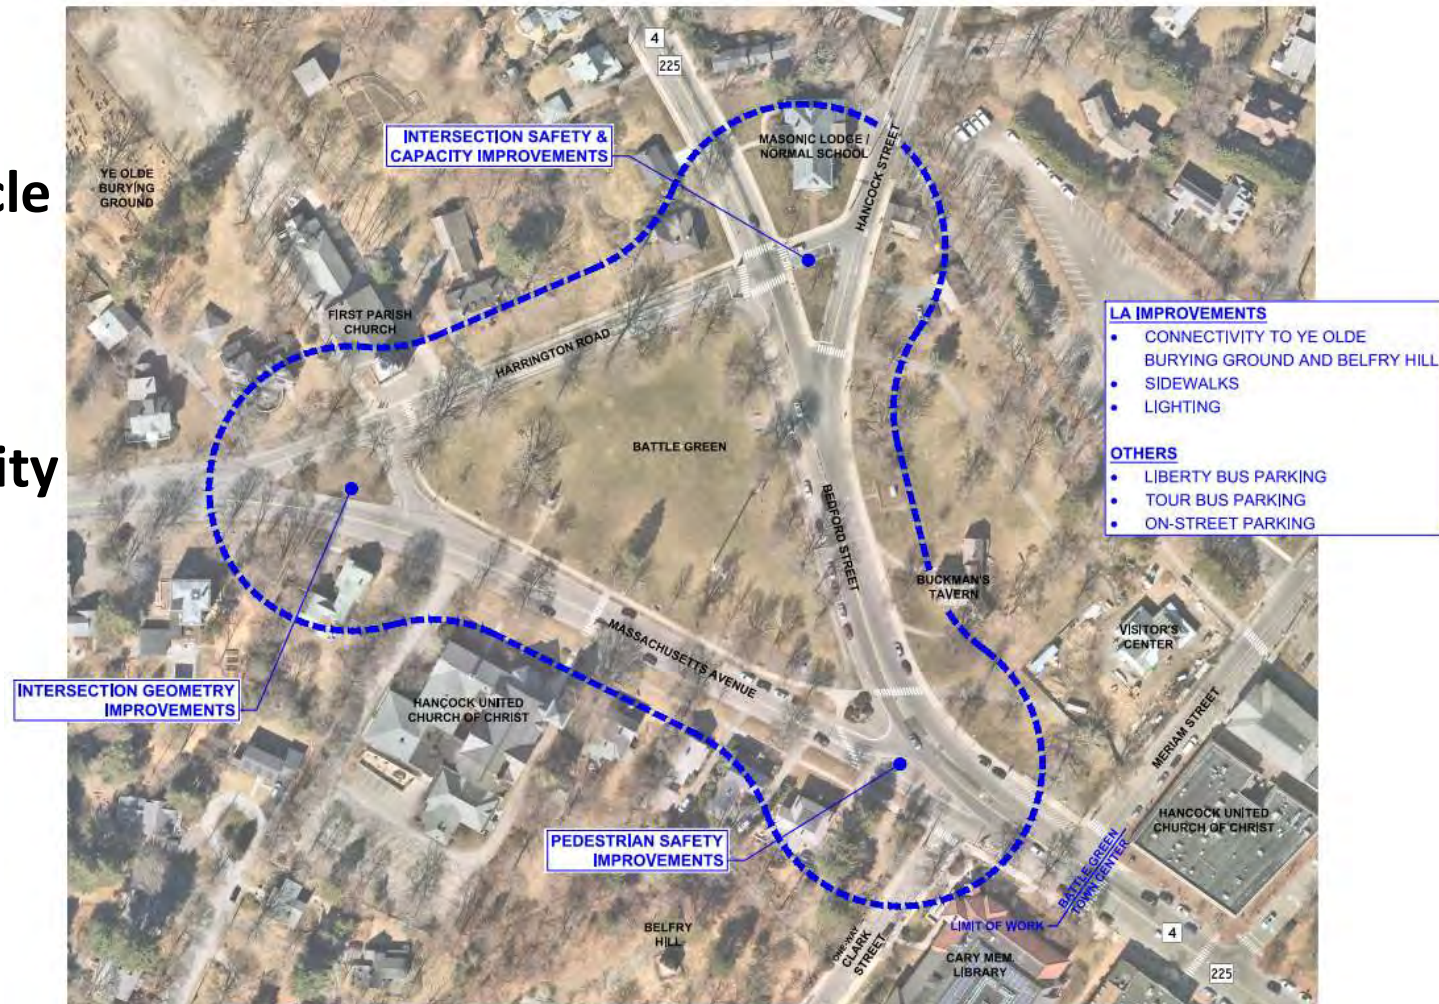 4
225
INTERSECTION SAFETY &
CAPACITY IMPROVEMENTS
MASONIC LODGE /
NORMAL SCHOOL
HANCOCK STREET
YE OLDE
BURYING
GROUND
cle
FIRST PARISH
CHURCH
HARRINGTON ROAD
LA IMPROVEMENTS
• CONNECTIVITY TO YE OLDE
BURYING GROUND AND BELFRY HILL
• SIDEWALKS
• LIGHTING
OTHERS
• LIBERTY BUS PARKING
• TOUR BUS PARKING
• ON-STREET PARKING
BATTLE GREEN
ity
BEDFORD STREET
BUCKMAN'S
TAVERN
VISITOR'S
CENTER
MASSACHUSETTS AVENUE
INTERSECTION GEOMETRY
IMPROVEMENTS
HANCOCK UNITED
CHURCH OF CHRIST
MERIAM STREET
HANCOCK UNITED
CHURCH OF CHRIST
PEDESTRIAN SAFETY
IMPROVEMENTS
BATTLE GREEN
TOWN CENTER
LIMIT OF WORK
BELFRY
HILL
ONE-WAY
CLARK
STREET
CARY MEM.
LIBRARY
4
225